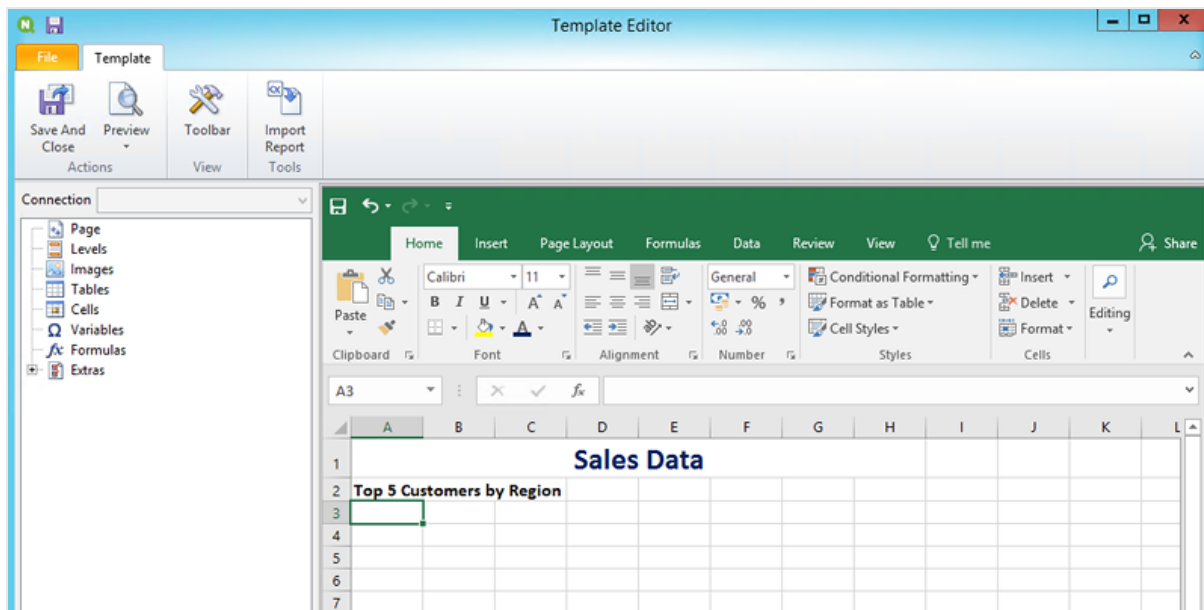 N
Template Editor
File
Template
Save And Close
Preview
Toolbar
Import Report
Actions
View
Tools
Connection
Page
Levels
Images
Tables
Cells
Ω Variables
fx Formulas
Extras
Home Insert Page Layout Formulas Data Review View Tell me Share
Paste
Calibri 11
B I U A A
A
General
% ,
Conditional Formatting
Format as Table
Cell Styles
Insert
Delete
Format
Editing
Clipboard Font Alignment Number Styles Cells
A3 fx
A B C D E F G H I J K L
1 Sales Data
2 Top 5 Customers by Region
3
4
5
6
7